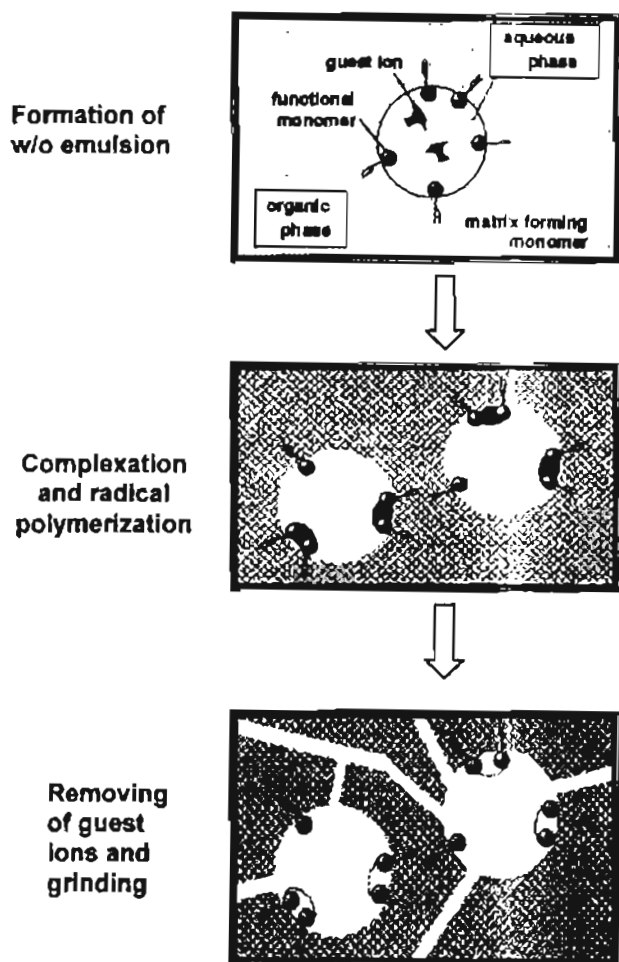 Formation of
w/o emulsion
aqueous
phase
guest ion
functional
monomer
organic
phase
matrix forming
monomer
Complexation
and radical
polymerization
Removing
of guest
ions and
grinding